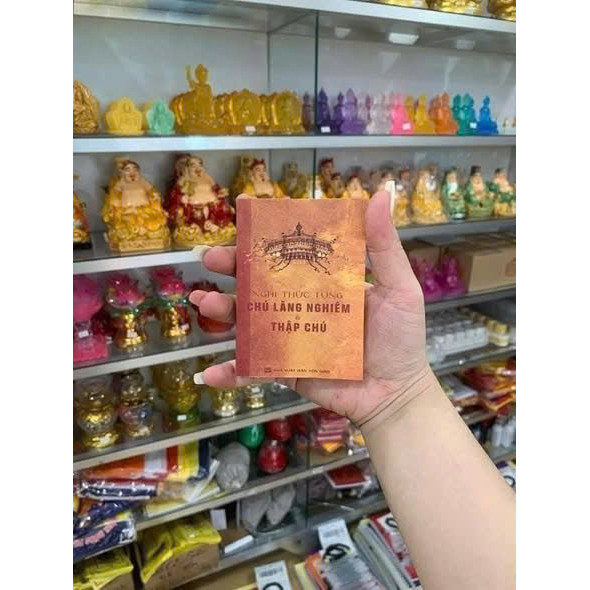 NGHI THỨC TỤNG
CHÚ LĂNG NGHIÊM
&
THẬP CHÚ